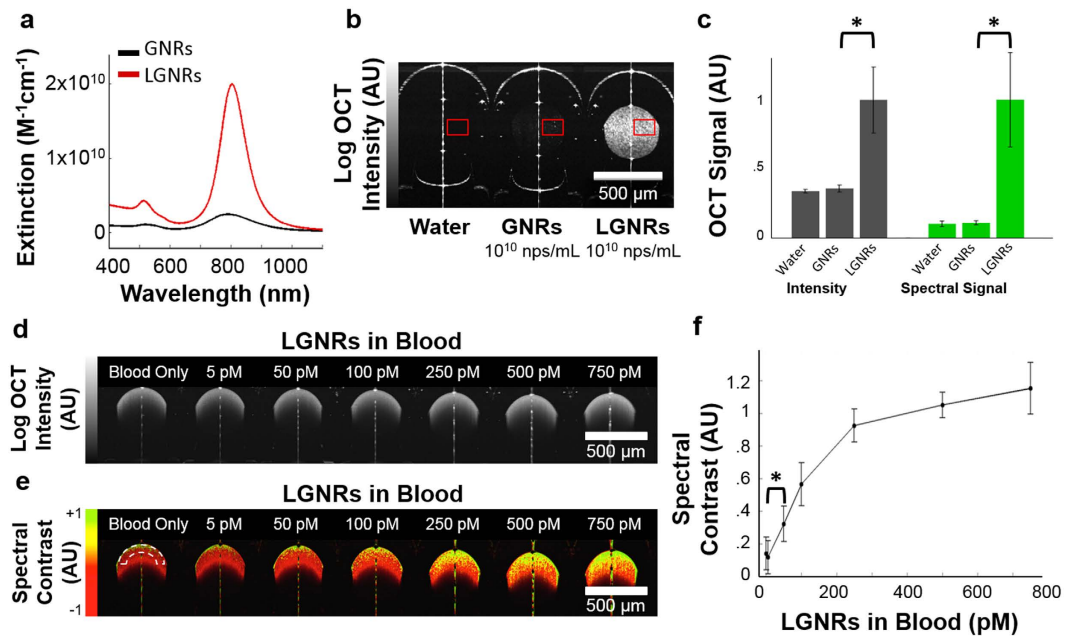 a
GNRs
LGNRs
Extinction (M⁻¹cm⁻¹)
2x10¹⁰
1x10¹⁰
0
400 600 800 1000
Wavelength (nm)
b
Log OCT
Intensity (AU)
500 µm
Water GNRs LGNRs
10¹⁰ nps/mL 10¹⁰ nps/mL
c
* *
OCT Signal (AU)
1
.5
0
Water GNRs LGNRs Water GNRs LGNRs
Intensity Spectral Signal
d
LGNRs in Blood
Log OCT
Intensity
(AU)
Blood Only 5 pM 50 pM 100 pM 250 pM 500 pM 750 pM
500 µm
e
LGNRs in Blood
Spectral
Contrast
(AU)
+1
-1
Blood Only 5 pM 50 pM 100 pM 250 pM 500 pM 750 pM
500 µm
f
Spectral
Contrast (AU)
1.2
1
.8
.6
.4
.2
0
*
0 200 400 600 800
LGNRs in Blood (pM)